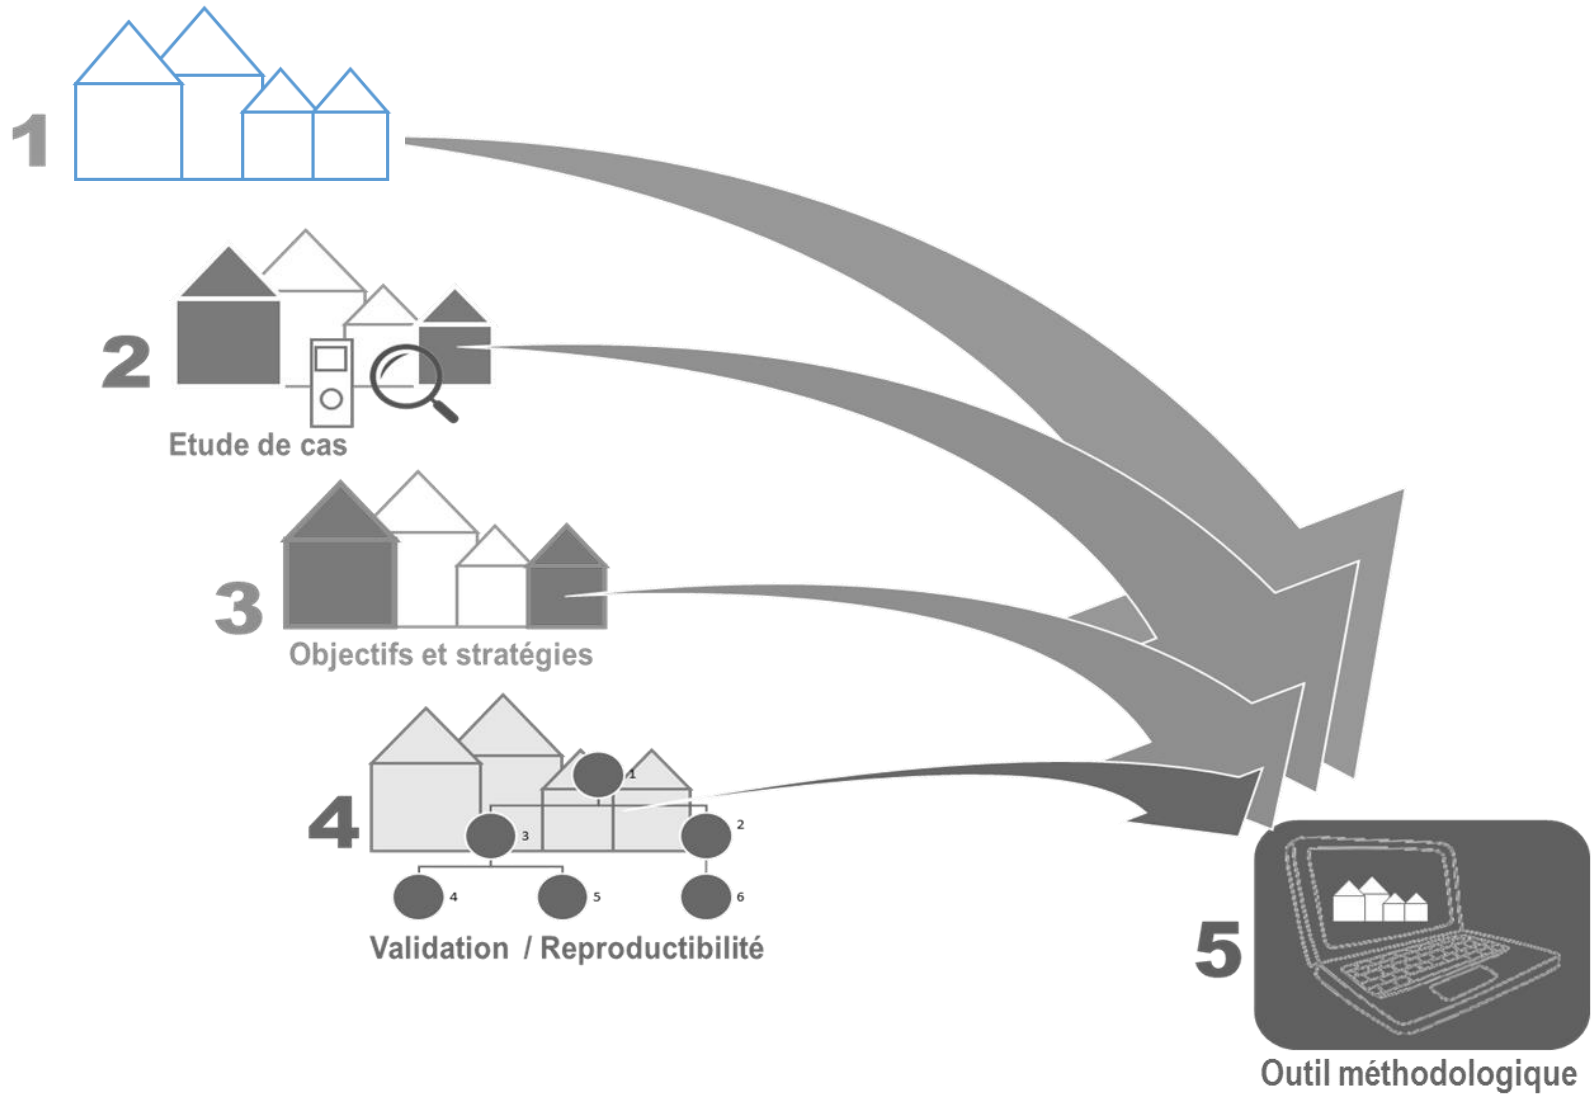 1
2
Etude de cas
3
Objectifs et stratégies
4
1
3
2
4
5
6
Validation / Reproductibilité
5
Outil méthodologique